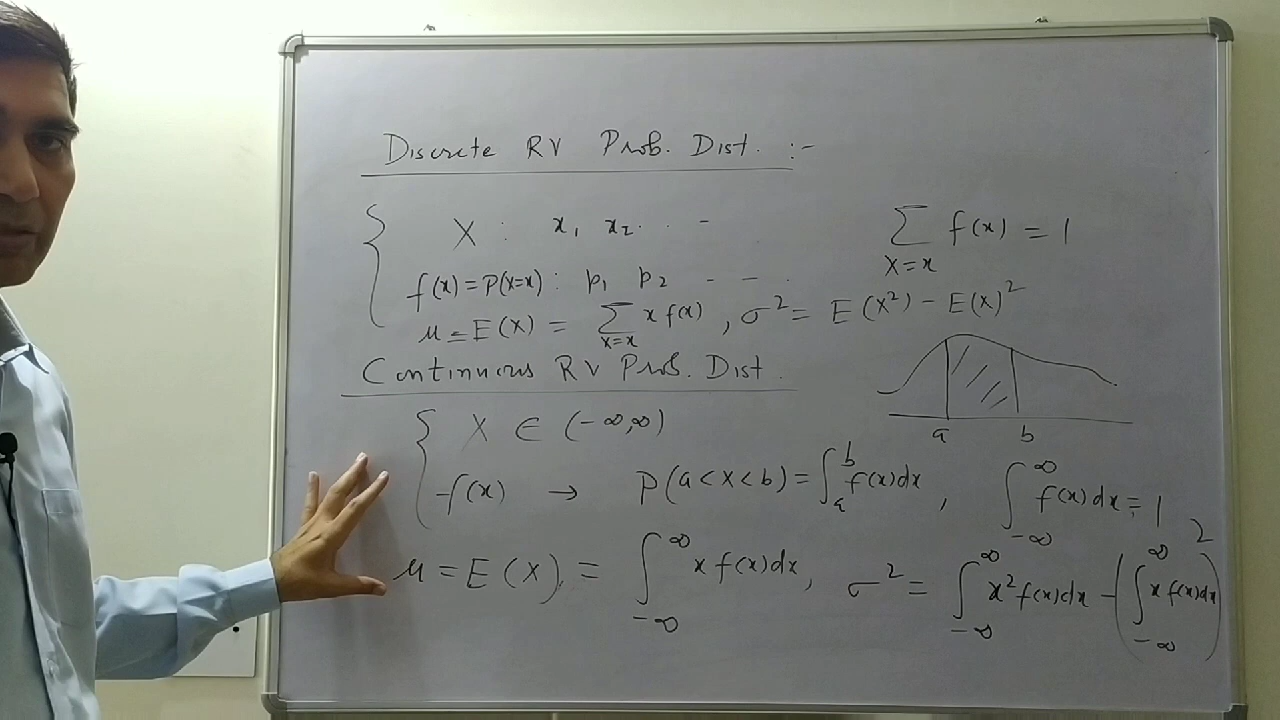 Discrete RV Prob. Dist. :-
X : x₁ x₂ . . -
∑ f(x) = 1
X=x
f(x) = P(X=x) : p₁ p₂ - - .
μ = E(X) = ∑ x f(x) , σ² = E(X²) - E(X)²
X=x
Continuous RV Prob. Dist.
a b
X ∈ (-∞,∞)
f(x) → P(a<X<b) = ∫ₐᵇ f(x)dx , ∫_{-∞}^{∞} f(x)dx = 1
μ = E(X) = ∫_{-∞}^{∞} x f(x)dx, σ² = ∫_{-∞}^{∞} x² f(x)dx - (∫_{-∞}^{∞} x f(x)dx)²